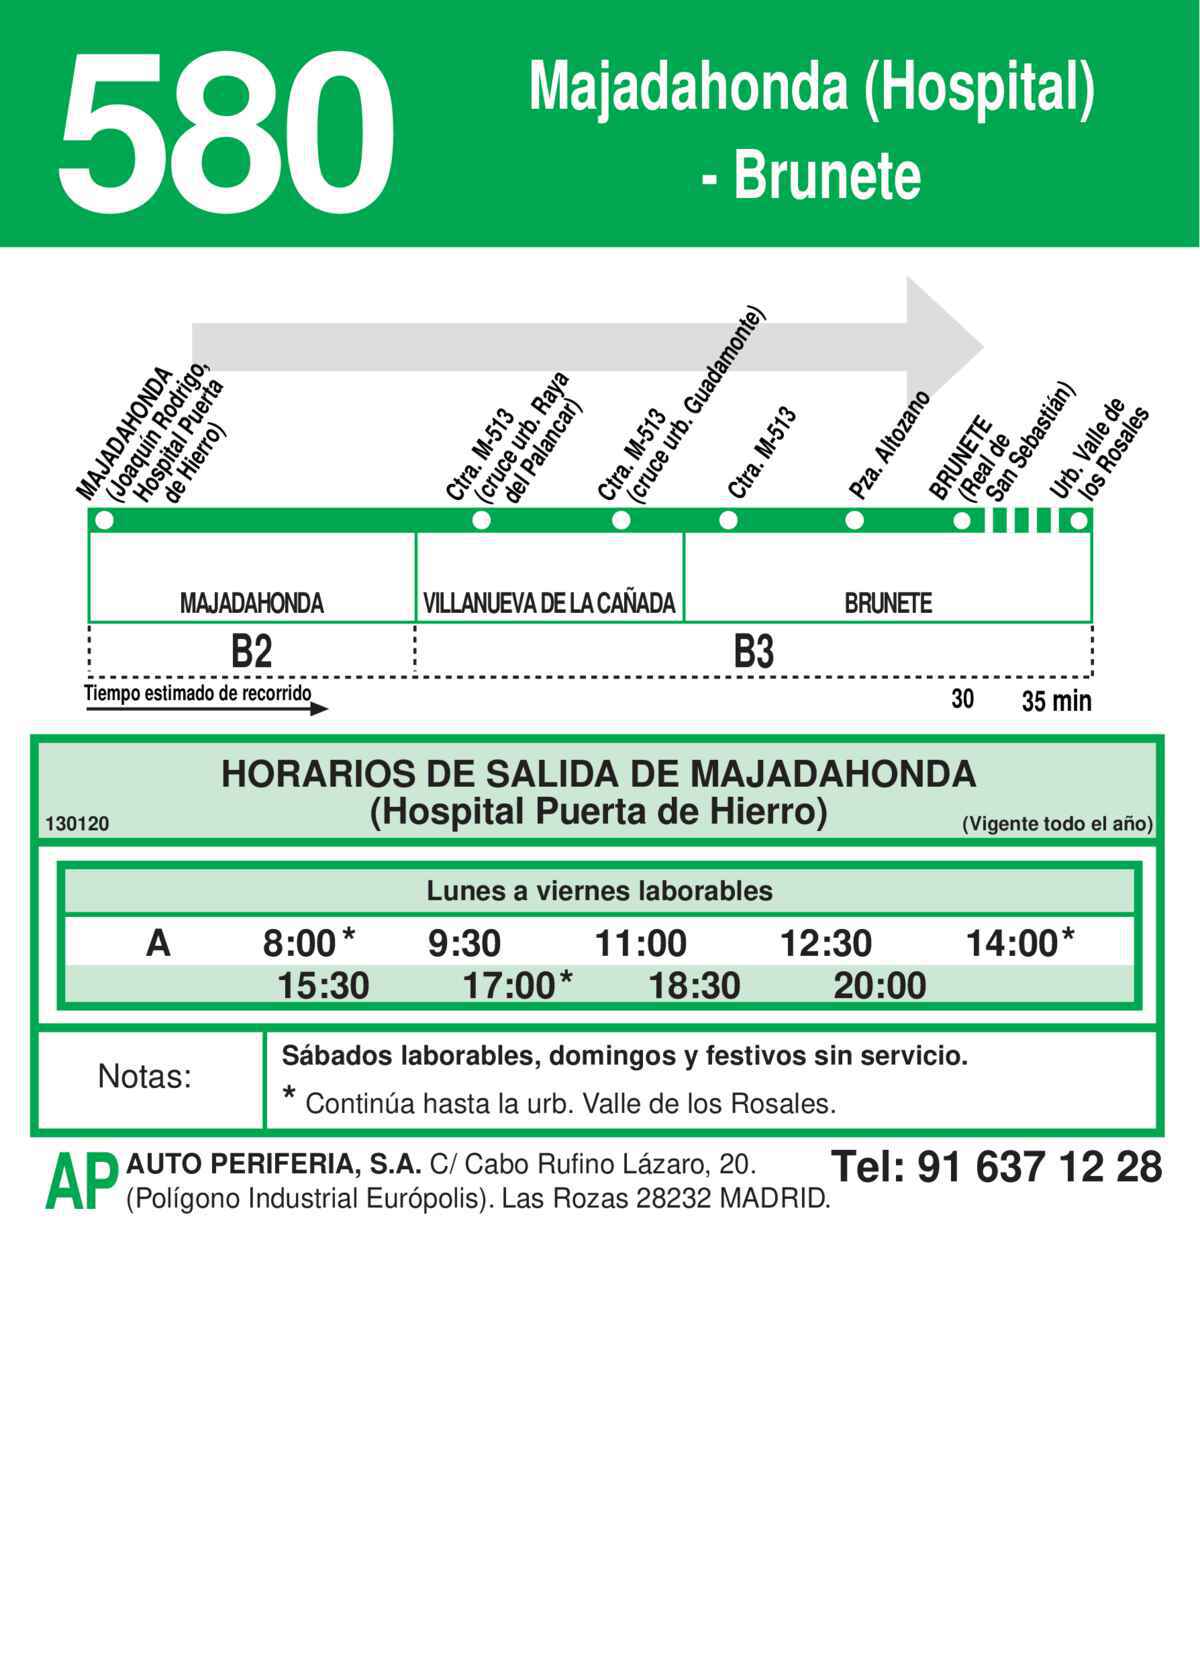 580
Majadahonda (Hospital)
- Brunete
MAJADAHONDA
(Joaquín Rodrigo,
Hospital Puerta
de Hierro)
Ctra. M-513
(cruce urb. Raya
del Palancar)
Ctra. M-513
(cruce urb. Guadamonte)
Ctra. M-513
Pza. Altozano
BRUNETE
(Real de
San Sebastián)
Urb. Valle de
los Rosales
MAJADAHONDA VILLANUEVA DE LA CAÑADA BRUNETE
B2 B3
Tiempo estimado de recorrido 30 35 min
HORARIOS DE SALIDA DE MAJADAHONDA
(Hospital Puerta de Hierro)
130120 (Vigente todo el año)
Lunes a viernes laborables
A 8:00* 9:30 11:00 12:30 14:00*
15:30 17:00* 18:30 20:00
Notas:
Sábados laborables, domingos y festivos sin servicio.
* Continúa hasta la urb. Valle de los Rosales.
AP AUTO PERIFERIA, S.A. C/ Cabo Rufino Lázaro, 20. Tel: 91 637 12 28
(Polígono Industrial Európolis). Las Rozas 28232 MADRID.